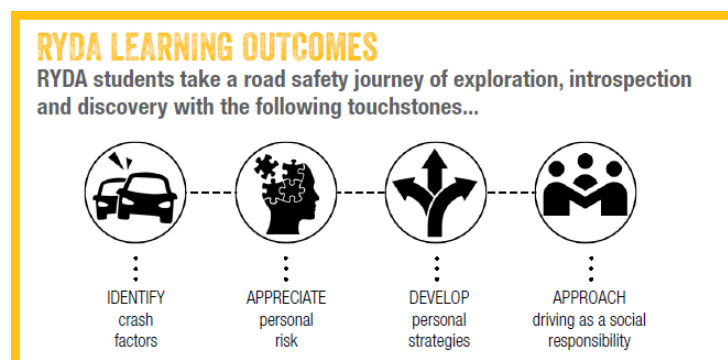 RYDA LEARNING OUTCOMES
RYDA students take a road safety journey of exploration, introspection
and discovery with the following touchstones...
IDENTIFY
crash
factors
APPRECIATE
personal
risk
DEVELOP
personal
strategies
APPROACH
driving as a social
responsibility